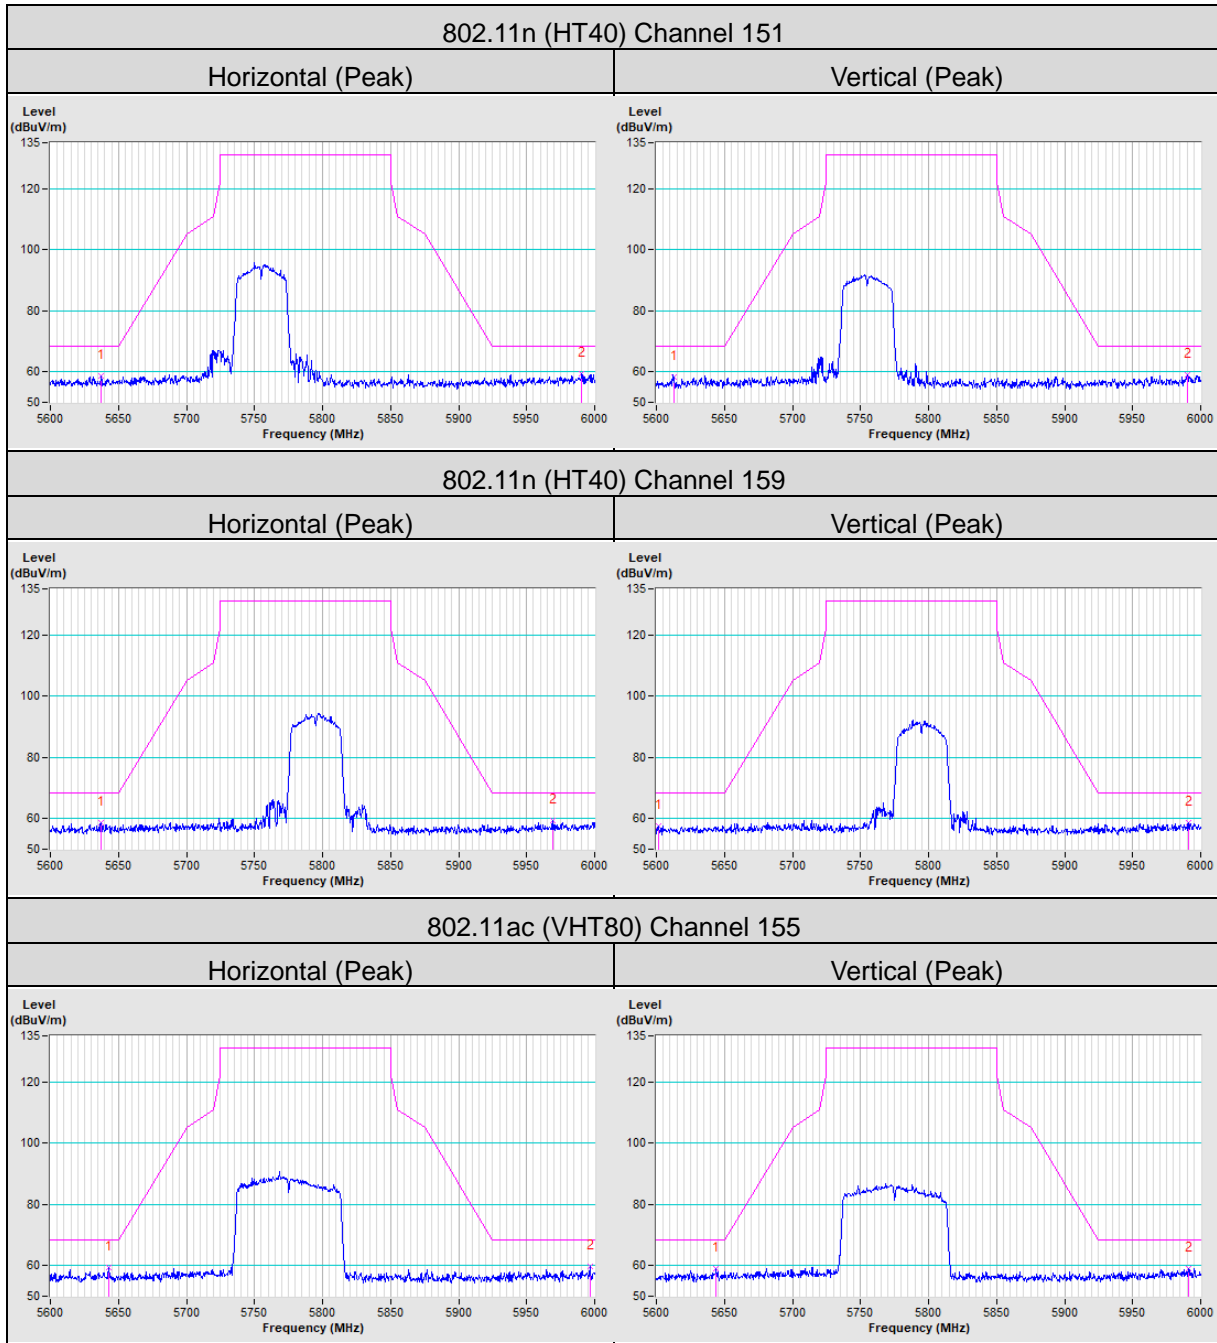 802.11n (HT40) Channel 151
Horizontal (Peak)
Vertical (Peak)
Level
(dBuV/m)
135
120
100
80
60
50
1
2
5600 5650 5700 5750 5800 5850 5900 5950 6000
Frequency (MHz)
Level
(dBuV/m)
135
120
100
80
60
50
1
2
5600 5650 5700 5750 5800 5850 5900 5950 6000
Frequency (MHz)
802.11n (HT40) Channel 159
Horizontal (Peak)
Vertical (Peak)
Level
(dBuV/m)
135
120
100
80
60
50
1
2
5600 5650 5700 5750 5800 5850 5900 5950 6000
Frequency (MHz)
Level
(dBuV/m)
135
120
100
80
60
50
1
2
5600 5650 5700 5750 5800 5850 5900 5950 6000
Frequency (MHz)
802.11ac (VHT80) Channel 155
Horizontal (Peak)
Vertical (Peak)
Level
(dBuV/m)
135
120
100
80
60
50
1
2
5600 5650 5700 5750 5800 5850 5900 5950 6000
Frequency (MHz)
Level
(dBuV/m)
135
120
100
80
60
50
1
2
5600 5650 5700 5750 5800 5850 5900 5950 6000
Frequency (MHz)